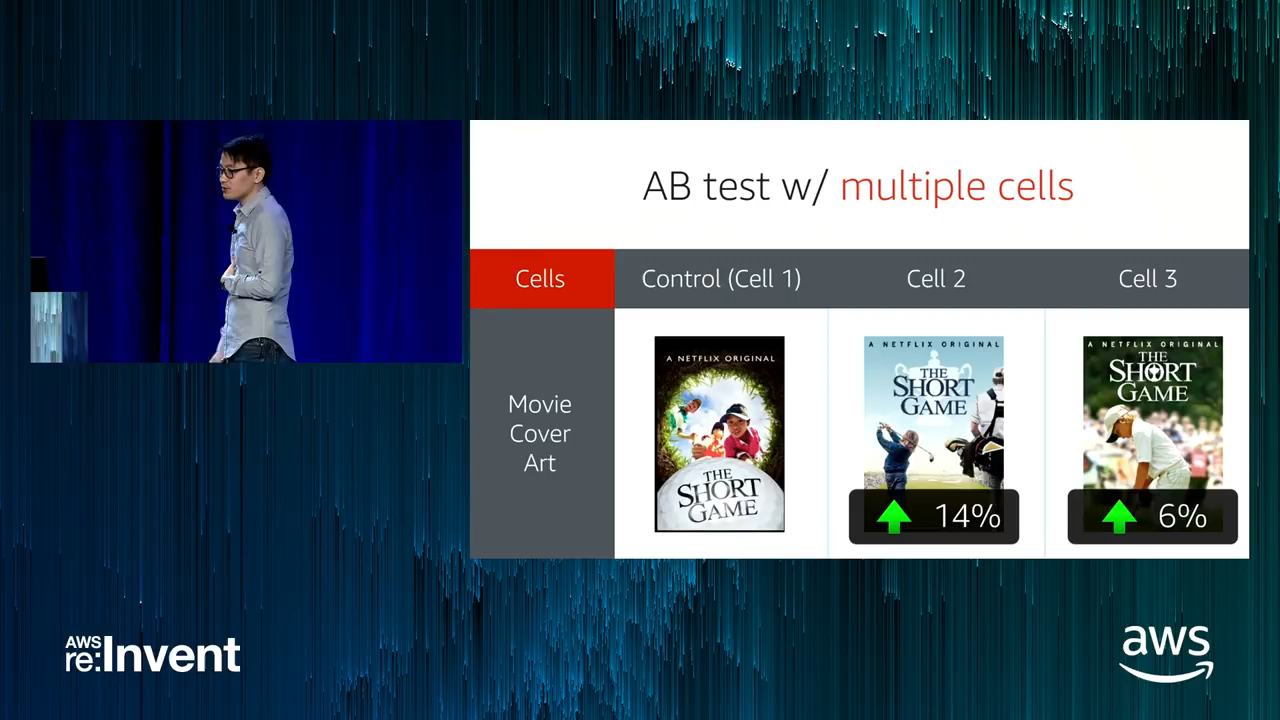 AB test w/ multiple cells
Cells
Control (Cell 1)
Cell 2
Cell 3
Movie
Cover
Art
A NETFLIX ORIGINAL
THE
SHORT
GAME
A NETFLIX ORIGINAL
THE
SHORT
GAME
14%
A NETFLIX ORIGINAL
THE
SHORT
GAME
6%
AWS
re:Invent
aws